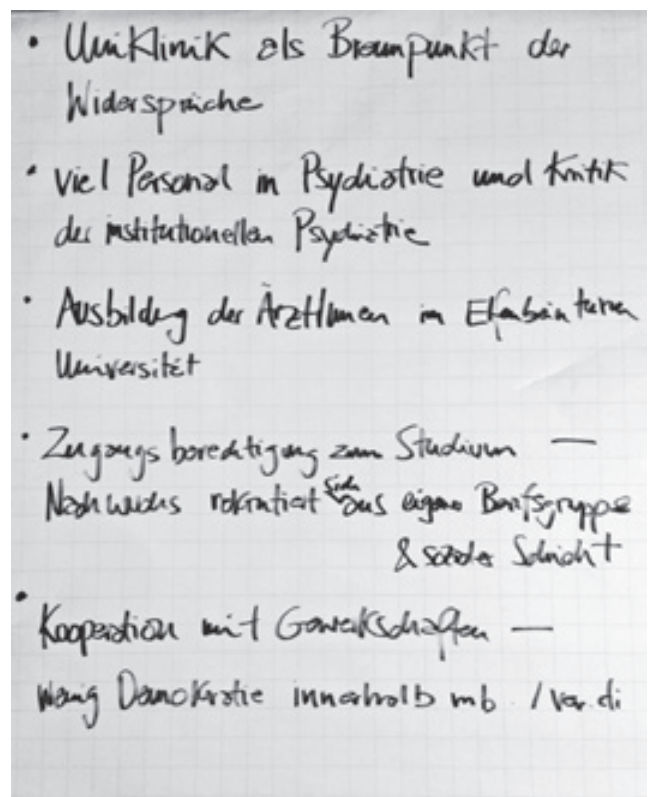 • Uniklinik als Brennpunkt der
Widersprüche
• viel Personal in Psychiatrie und Kritik
der institutionellen Psychiatrie
• Ausbildung der ÄrztInnen in Elfenbeinturm
Universität
• Zugangsberechtigung zum Studium —
Nachwuchs rekrutiert sich aus eigener Berufsgruppe
& sozialer Schicht
• Kooperation mit Gewerkschaften —
wenig Demokratie innerhalb mb / ver.di